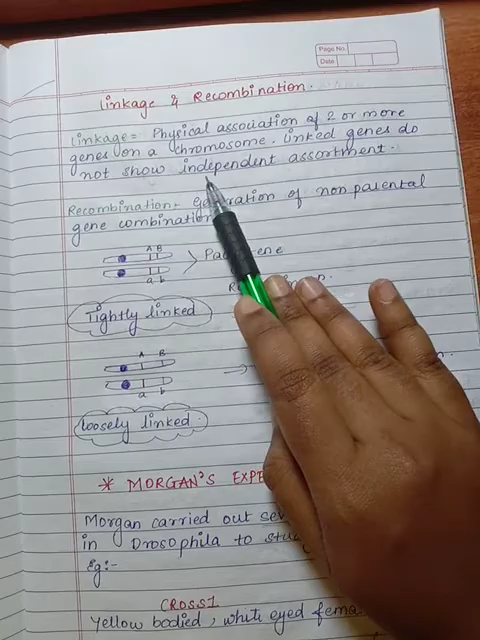 Page No.
Date
Linkage & Recombination.
Linkage = Physical association of 2 or more
genes on a chromosome. Linked genes do
not show independent assortment.
Recombination - of non parental
gene combination
A B
a b
Tightly linked
A B
a b
Loosely linked
* MORGAN'S
Morgan carried out
in Drosophila to
Eg:-
CROSS 1
Yellow bodied, white eyed